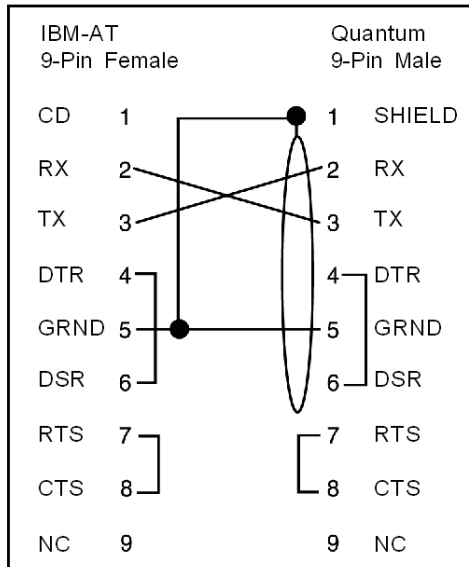 IBM-AT Quantum
9-Pin Female 9-Pin Male
CD 1 1 SHIELD
RX 2 2 RX
TX 3 3 TX
DTR 4 4 DTR
GRND 5 5 GRND
DSR 6 6 DSR
RTS 7 7 RTS
CTS 8 8 CTS
NC 9 9 NC